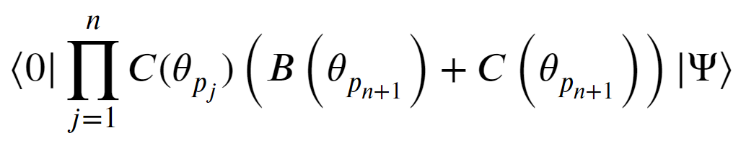 ⟨0| ∏_{j=1}^{n} C(θ_{p_j}) ( B ( θ_{p_{n+1}} ) + C ( θ_{p_{n+1}} ) ) |Ψ⟩